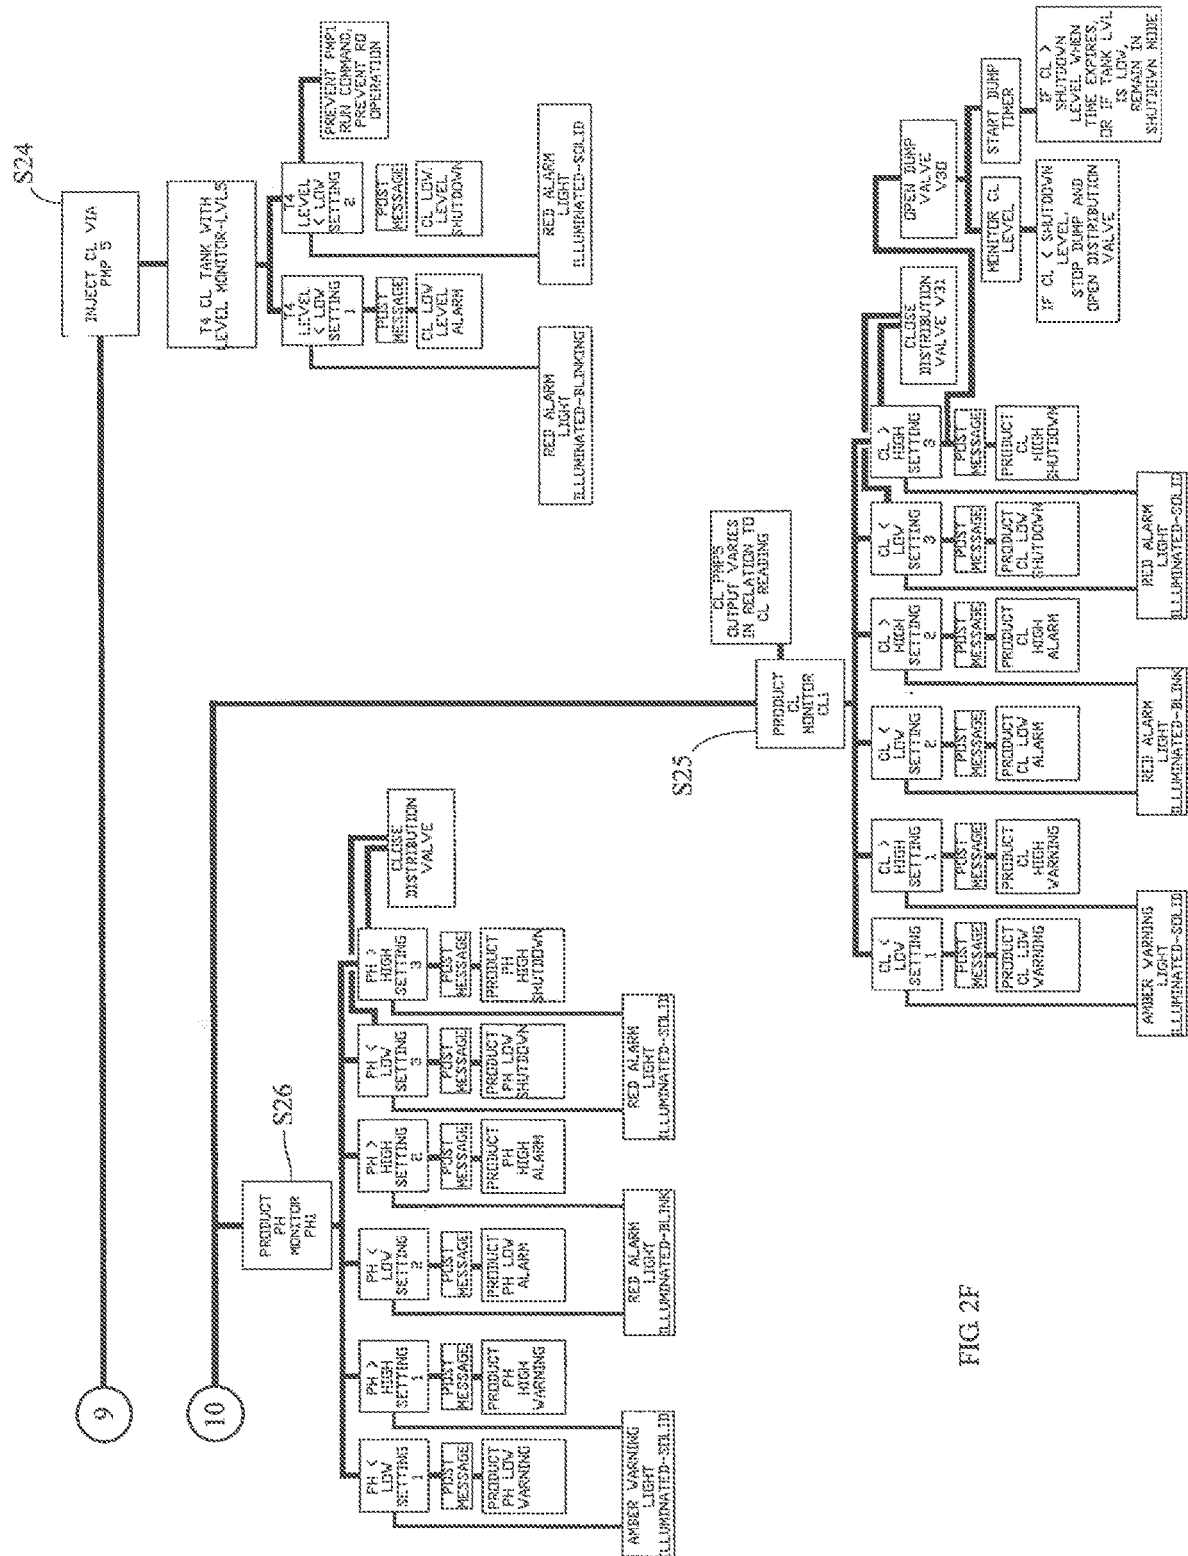 S24
INJECT CL VIA
PMP 5
9
T4 CL TANK WITH
LEVEL MONITOR-LVL5
T4
LEVEL
< LOW
SETTING
1
POST
MESSAGE
CL LOW
LEVEL
ALARM
RED ALARM
LIGHT
ILLUMINATED-BLINKING
T4
LEVEL
< LOW
SETTING
2
POST
MESSAGE
CL LOW
LEVEL
SHUTDOWN
RED ALARM
LIGHT
ILLUMINATED-SOLID
PREVENT PMP1
RUN COMMAND,
PREVENT RO
OPERATION
10
S26
PRODUCT
PH
MONITOR
PH1
PH <
LOW
SETTING
1
POST
MESSAGE
PRODUCT
PH LOW
WARNING
PH >
HIGH
SETTING
1
POST
MESSAGE
PRODUCT
PH
HIGH
WARNING
AMBER WARNING
LIGHT
ILLUMINATED-SOLID
PH <
LOW
SETTING
2
POST
MESSAGE
PRODUCT
PH LOW
ALARM
PH >
HIGH
SETTING
2
POST
MESSAGE
PRODUCT
PH
HIGH
ALARM
RED ALARM
LIGHT
ILLUMINATED-BLINK
PH <
LOW
SETTING
3
POST
MESSAGE
PRODUCT
PH LOW
SHUTDOWN
PH >
HIGH
SETTING
3
POST
MESSAGE
PRODUCT
PH
HIGH
SHUTDOWN
RED ALARM
LIGHT
ILLUMINATED-SOLID
CLOSE
DISTRIBUTION
VALVE
S25
PRODUCT
CL
MONITOR
CL1
CL PMP5
OUTPUT VARIES
IN RELATION TO
CL READING
CL <
LOW
SETTING
1
POST
MESSAGE
PRODUCT
CL LOW
WARNING
CL >
HIGH
SETTING
1
POST
MESSAGE
PRODUCT
CL
HIGH
WARNING
AMBER WARNING
LIGHT
ILLUMINATED-SOLID
CL <
LOW
SETTING
2
POST
MESSAGE
PRODUCT
CL LOW
ALARM
CL >
HIGH
SETTING
2
POST
MESSAGE
PRODUCT
CL
HIGH
ALARM
RED ALARM
LIGHT
ILLUMINATED-BLINK
CL <
LOW
SETTING
3
POST
MESSAGE
PRODUCT
CL LOW
SHUTDOWN
CL >
HIGH
SETTING
3
POST
MESSAGE
PRODUCT
CL
HIGH
SHUTDOWN
RED ALARM
LIGHT
ILLUMINATED-SOLID
CLOSE
DISTRIBUTION
VALVE V31
OPEN DUMP
VALVE
V30
MONITOR CL
LEVEL
START DUMP
TIMER
IF CL < SHUTDOWN
LEVEL,
STOP DUMP AND
OPEN DISTRIBUTION
VALVE
IF CL >
SHUTDOWN
LEVEL WHEN
TIME EXPIRES,
OR IF TANK LVL
IS LOW,
REMAIN IN
SHUTDOWN MODE
FIG. 2F